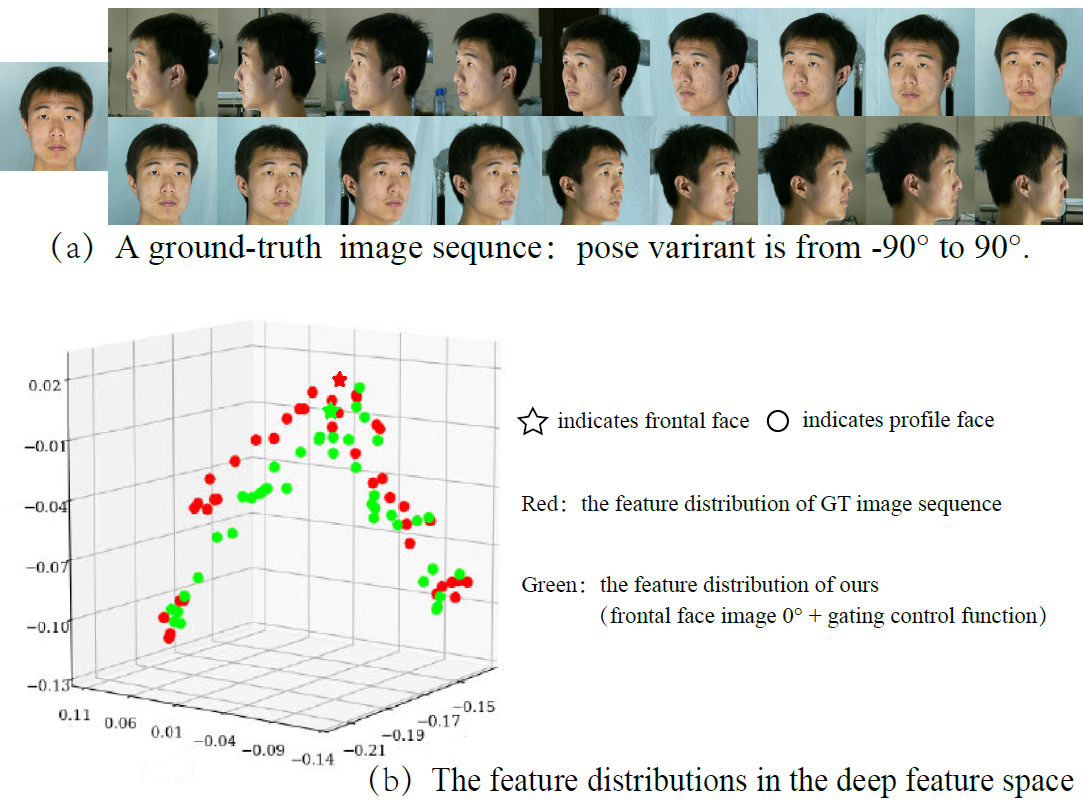 (a) A ground-truth image sequnce: pose varirant is from -90° to 90°.
0.02
−0.01
−0.04
−0.07
−0.10
−0.13
0.11
0.06
0.01
−0.04
−0.09
−0.14
−0.21
−0.19
−0.17
−0.15
indicates frontal face
indicates profile face
Red: the feature distribution of GT image sequence
Green: the feature distribution of ours
(frontal face image 0° + gating control function)
(b) The feature distributions in the deep feature space